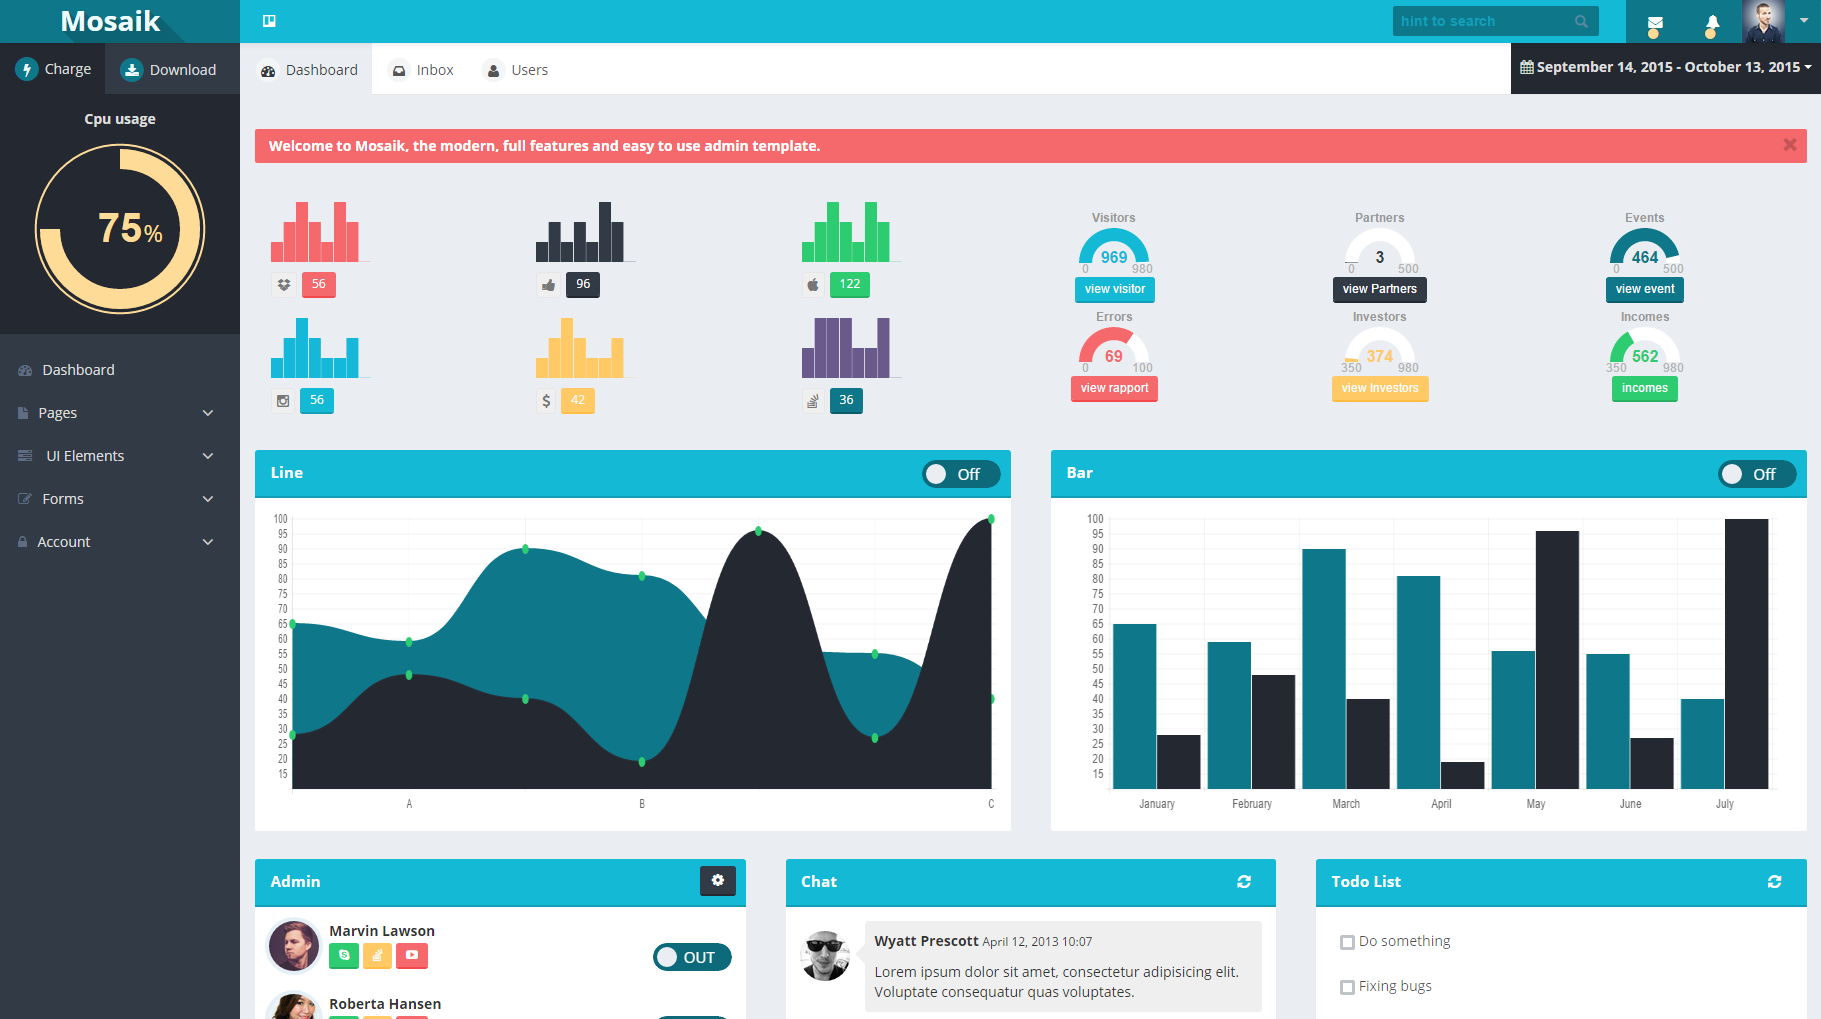 Mosaik
hint to search
Charge
Download
Dashboard
Inbox
Users
September 14, 2015 - October 13, 2015
Cpu usage
75%
Dashboard
Pages
UI Elements
Forms
Account
Welcome to Mosaik, the modern, full features and easy to use admin template.
56
96
122
56
42
36
Visitors
969
0 980
view visitor
Partners
3
0 500
view Partners
Events
464
0 500
view event
Errors
69
0 100
view rapport
Investors
374
350 980
view Investors
Incomes
562
350 980
incomes
Line
Off
100
95
90
85
80
75
70
65
60
55
50
45
40
35
30
25
20
15
A B C
Bar
Off
100
95
90
85
80
75
70
65
60
55
50
45
40
35
30
25
20
15
January February March April May June July
Admin
Marvin Lawson
OUT
Roberta Hansen
Chat
Wyatt Prescott April 12, 2013 10:07
Lorem ipsum dolor sit amet, consectetur adipisicing elit.
Voluptate consequatur quas voluptates.
Todo List
Do something
Fixing bugs